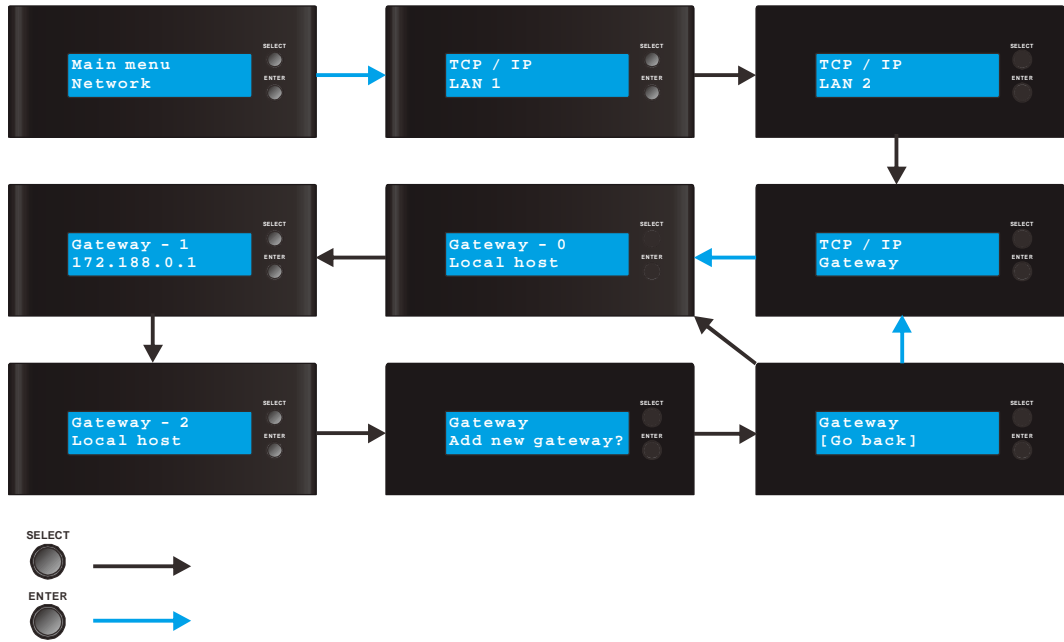 SELECT
Main menu
Network
ENTER
SELECT
TCP / IP
LAN 1
ENTER
SELECT
TCP / IP
LAN 2
ENTER
SELECT
Gateway - 1
172.188.0.1
ENTER
SELECT
Gateway - 0
Local host
ENTER
SELECT
TCP / IP
Gateway
ENTER
SELECT
Gateway - 2
Local host
ENTER
SELECT
Gateway
Add new gateway?
ENTER
SELECT
Gateway
[Go back]
ENTER
SELECT
ENTER